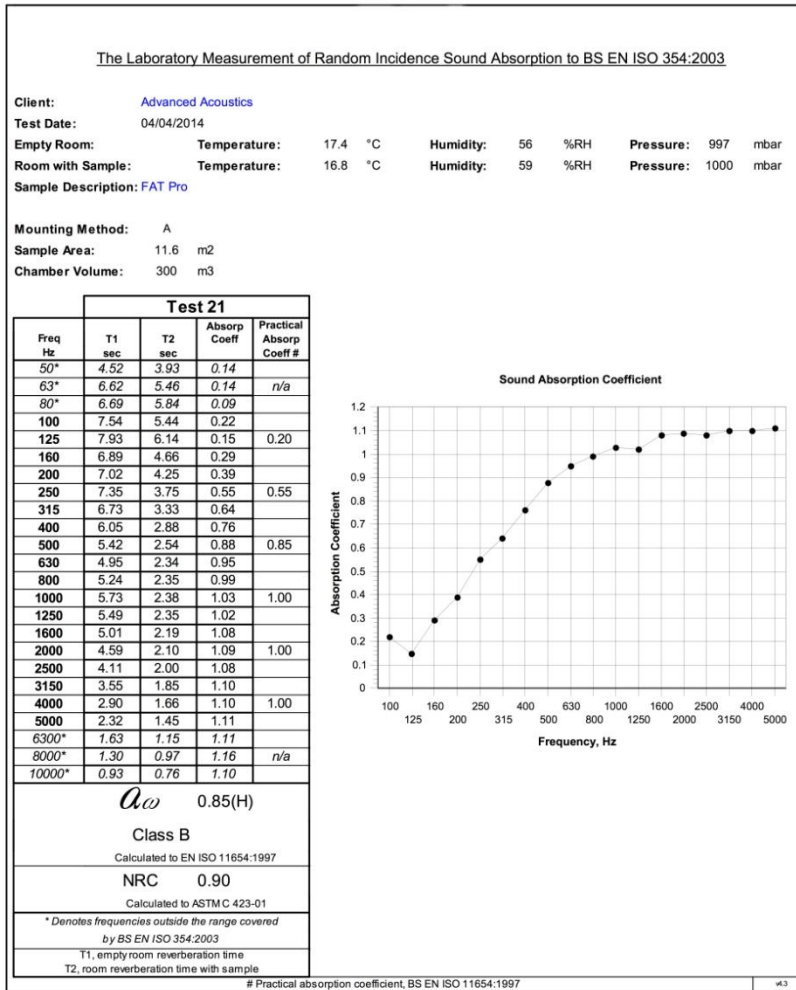 The Laboratory Measurement of Random Incidence Sound Absorption to BS EN ISO 354:2003
Client: Advanced Acoustics
Test Date: 04/04/2014
Empty Room: Temperature: 17.4 °C Humidity: 56 %RH Pressure: 997 mbar
Room with Sample: Temperature: 16.8 °C Humidity: 59 %RH Pressure: 1000 mbar
Sample Description: FAT Pro
Mounting Method: A
Sample Area: 11.6 m2
Chamber Volume: 300 m3
Test 21
Freq Hz T1 sec T2 sec Absorp Coeff Practical Absorp Coeff #
50* 4.52 3.93 0.14
63* 6.62 5.46 0.14 n/a
80* 6.69 5.84 0.09
100 7.54 5.44 0.22
125 7.93 6.14 0.15 0.20
160 6.89 4.66 0.29
200 7.02 4.25 0.39
250 7.35 3.75 0.55 0.55
315 6.73 3.33 0.64
400 6.05 2.88 0.76
500 5.42 2.54 0.88 0.85
630 4.95 2.34 0.95
800 5.24 2.35 0.99
1000 5.73 2.38 1.03 1.00
1250 5.49 2.35 1.02
1600 5.01 2.19 1.08
2000 4.59 2.10 1.09 1.00
2500 4.11 2.00 1.08
3150 3.55 1.85 1.10
4000 2.90 1.66 1.10 1.00
5000 2.32 1.45 1.11
6300* 1.63 1.15 1.11
8000* 1.30 0.97 1.16 n/a
10000* 0.93 0.76 1.10
aω 0.85(H)
Class B
Calculated to EN ISO 11654:1997
NRC 0.90
Calculated to ASTM C 423-01
* Denotes frequencies outside the range covered
by BS EN ISO 354:2003
T1, empty room reverberation time
T2, room reverberation time with sample
Sound Absorption Coefficient
Absorption Coefficient
1.2
1.1
1
0.9
0.8
0.7
0.6
0.5
0.4
0.3
0.2
0.1
0
100 160 250 400 630 1000 1600 2500 4000
125 200 315 500 800 1250 2000 3150 5000
Frequency, Hz
# Practical absorption coefficient, BS EN ISO 11654:1997
v4.3